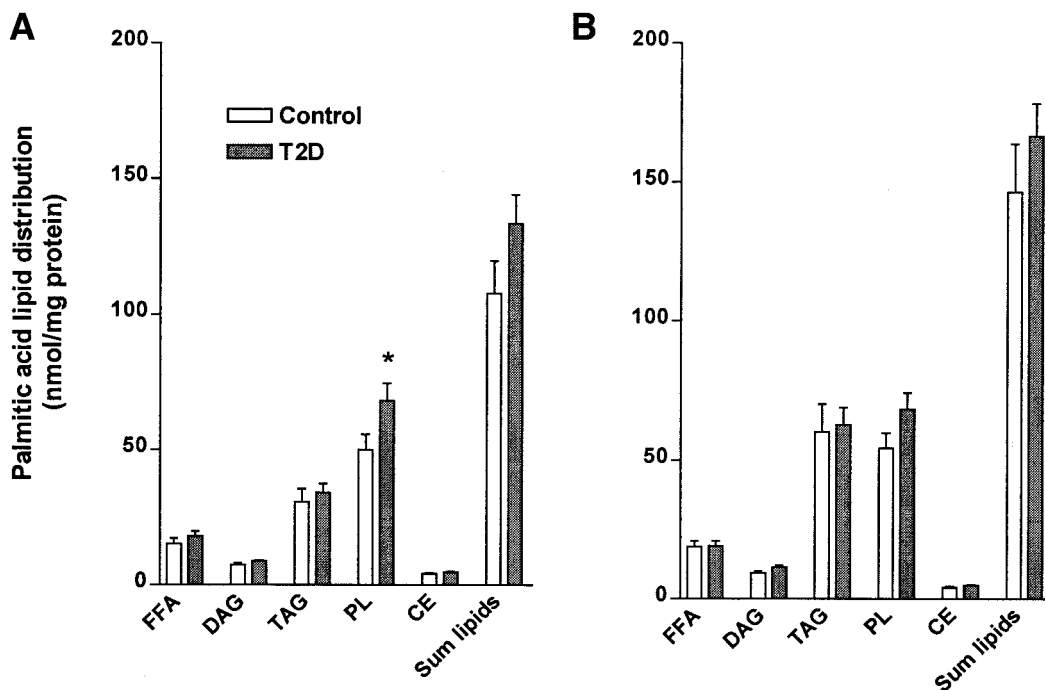 A
B
Palmitic acid lipid distribution
(nmol/mg protein)
200
150
100
50
0
Control
T2D
*
FFA
DAG
TAG
PL
CE
Sum lipids
200
150
100
50
0
FFA
DAG
TAG
PL
CE
Sum lipids